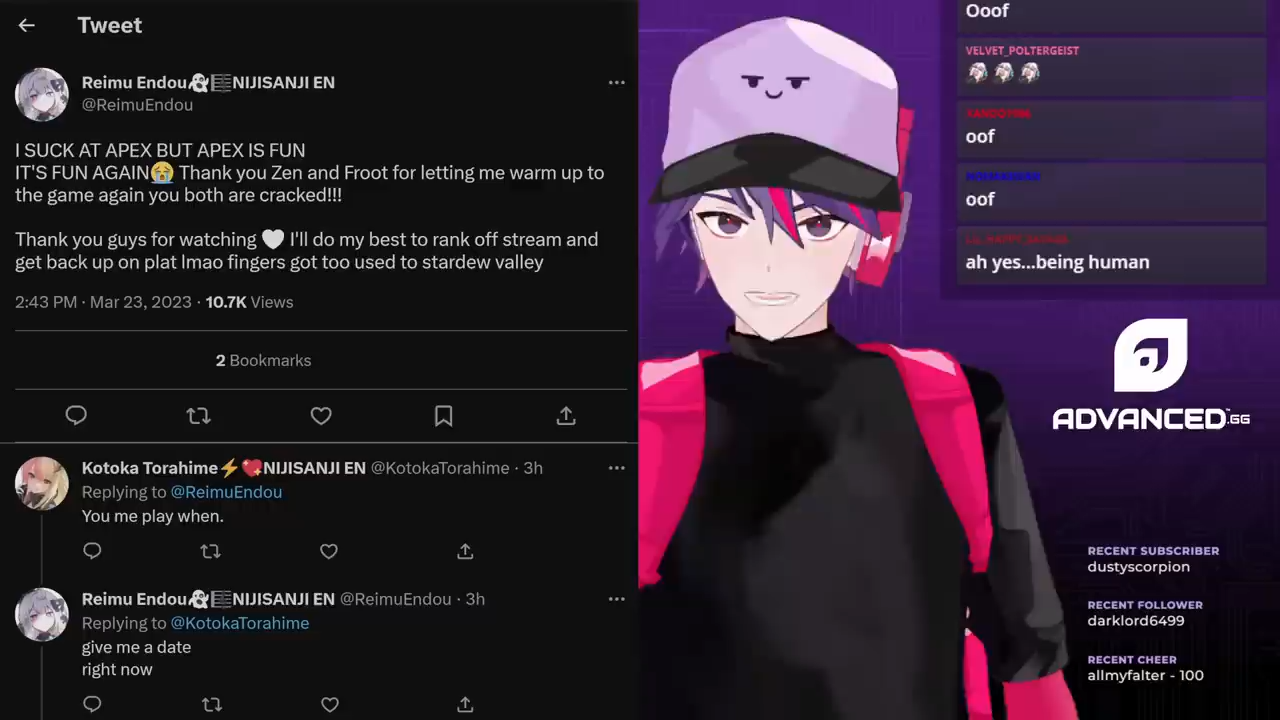 Tweet
Reimu Endou👻📰NIJISANJI EN
@ReimuEndou
I SUCK AT APEX BUT APEX IS FUN
IT'S FUN AGAIN😭 Thank you Zen and Froot for letting me warm up to
the game again you both are cracked!!!
Thank you guys for watching 🤍 I'll do my best to rank off stream and
get back up on plat lmao fingers got too used to stardew valley
2:43 PM · Mar 23, 2023 · 10.7K Views
2 Bookmarks
Kotoka Torahime⚡💖NIJISANJI EN @KotokaTorahime · 3h
Replying to @ReimuEndou
You me play when.
Reimu Endou👻📰NIJISANJI EN @ReimuEndou · 3h
Replying to @KotokaTorahime
give me a date
right now
Ooof
VELVET_POLTERGEIST
oof
oof
ah yes...being human
ADVANCED.GG
RECENT SUBSCRIBER
dustyscorpion
RECENT FOLLOWER
darklord6499
RECENT CHEER
allmyfalter - 100